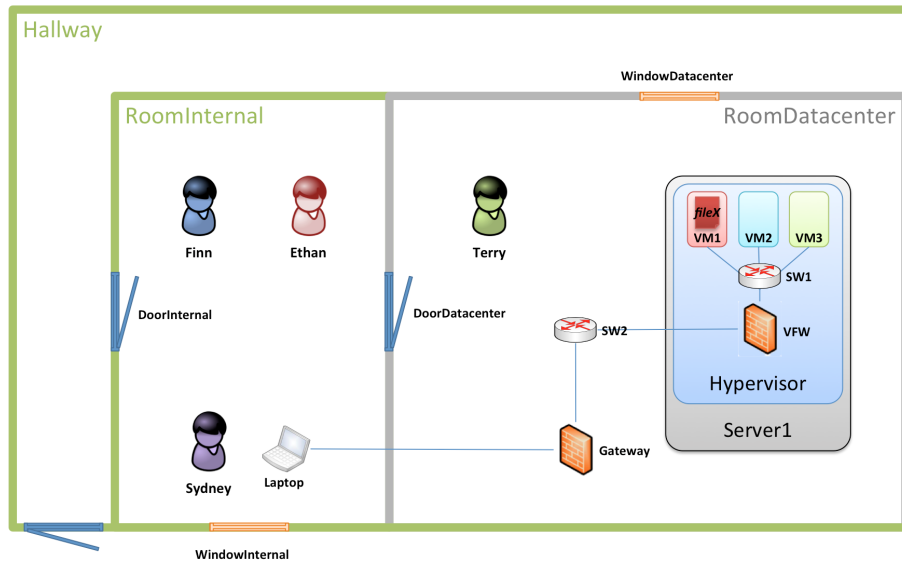 Hallway
WindowDatacenter
RoomInternal
RoomDatacenter
fileX
VM1
VM2
VM3
Finn
Ethan
Terry
SW1
DoorInternal
DoorDatacenter
SW2
VFW
Hypervisor
Server1
Gateway
Sydney
Laptop
WindowInternal